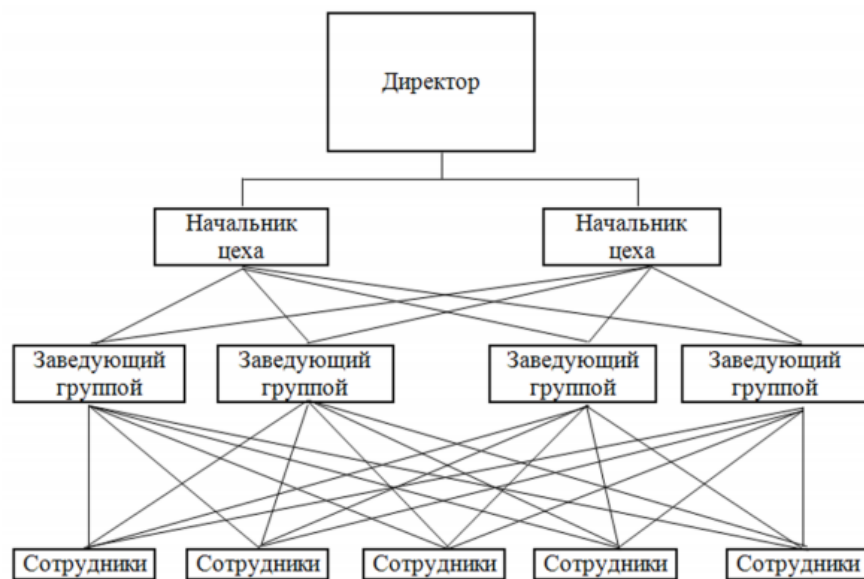 Директор
Начальник
цеха
Начальник
цеха
Заведующий
группой
Заведующий
группой
Заведующий
группой
Заведующий
группой
Сотрудники
Сотрудники
Сотрудники
Сотрудники
Сотрудники